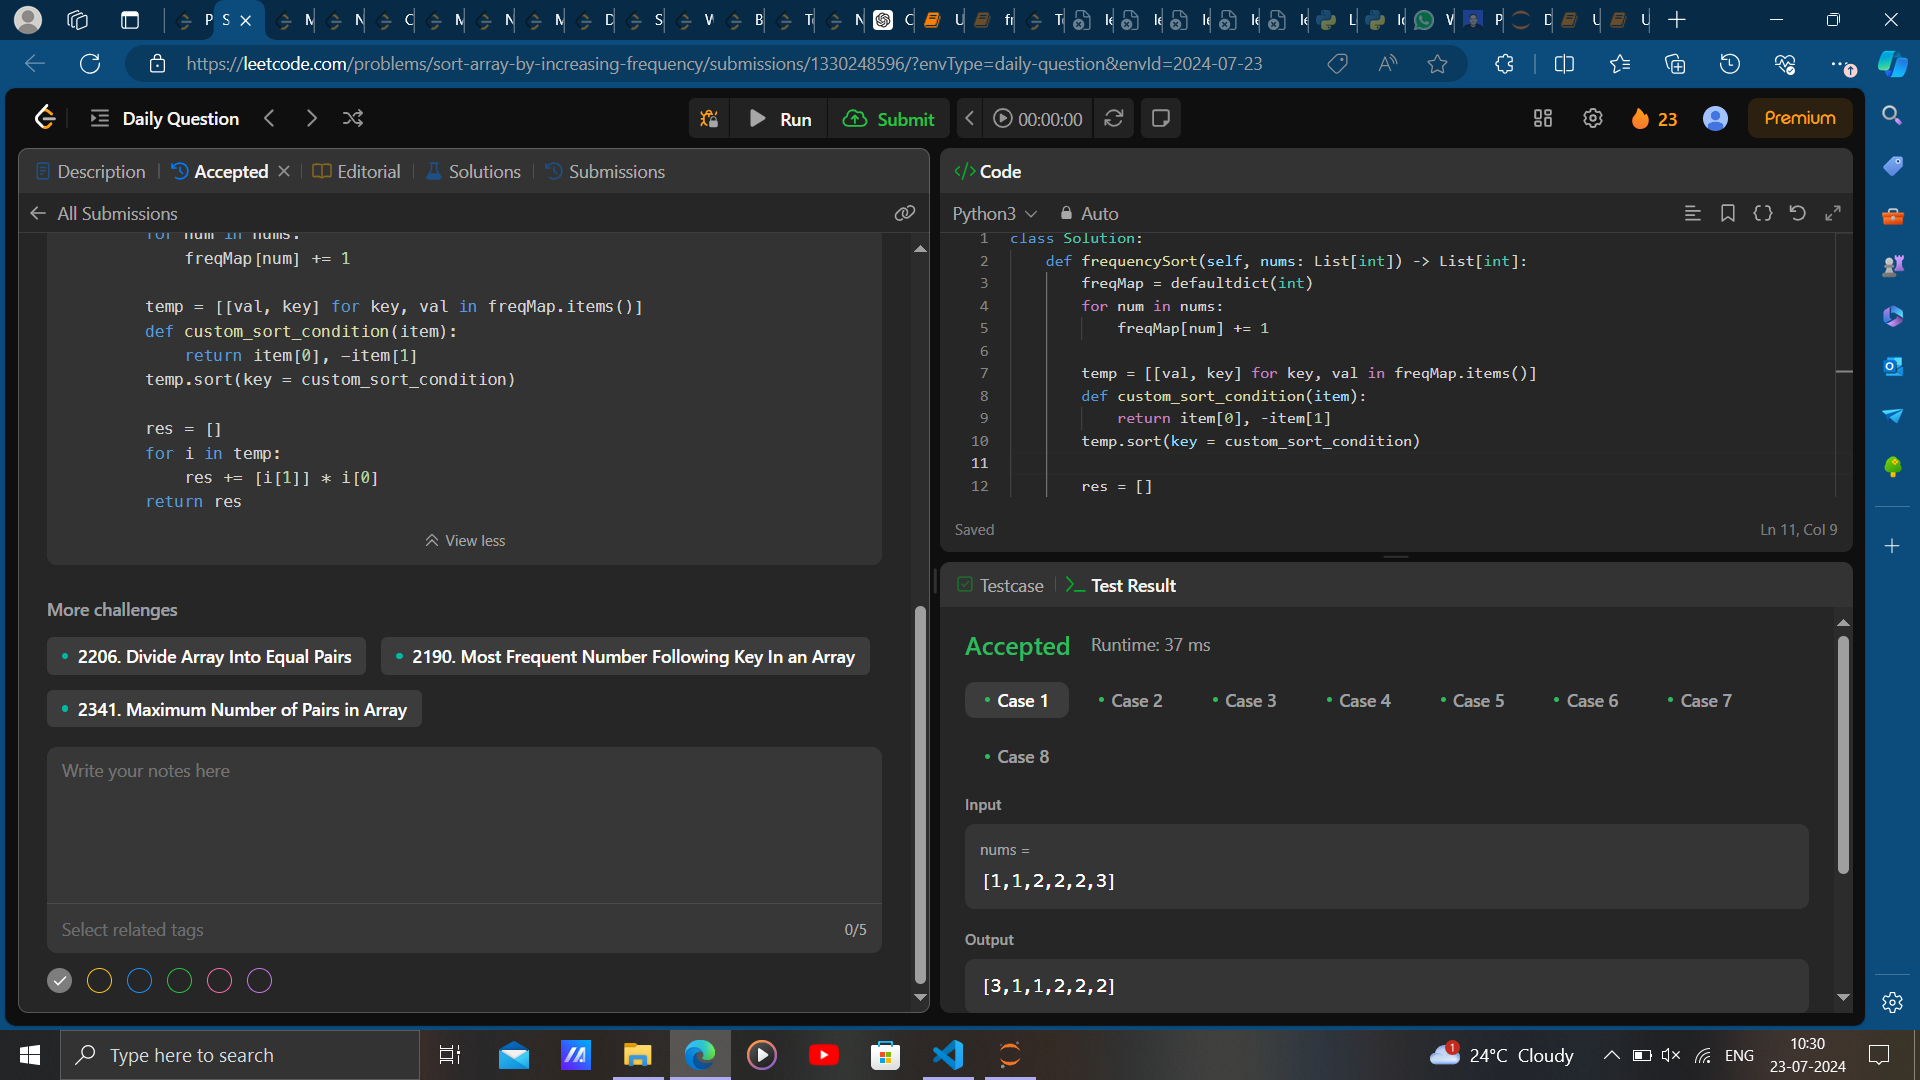 https://leetcode.com/problems/sort-array-by-increasing-frequency/submissions/1330248596/?envType=daily-question&envId=2024-07-23
Daily Question
Run
Submit
00:00:00
23
Premium
Description
Accepted
Editorial
Solutions
Submissions
All Submissions
for num in nums:
freqMap[num] += 1
temp = [[val, key] for key, val in freqMap.items()]
def custom_sort_condition(item):
return item[0], -item[1]
temp.sort(key = custom_sort_condition)
res = []
for i in temp:
res += [i[1]] * i[0]
return res
View less
More challenges
2206. Divide Array Into Equal Pairs
2190. Most Frequent Number Following Key In an Array
2341. Maximum Number of Pairs in Array
Write your notes here
Select related tags
0/5
</> Code
Python3
Auto
1 class Solution:
2 def frequencySort(self, nums: List[int]) -> List[int]:
3 freqMap = defaultdict(int)
4 for num in nums:
5 freqMap[num] += 1
6
7 temp = [[val, key] for key, val in freqMap.items()]
8 def custom_sort_condition(item):
9 return item[0], -item[1]
10 temp.sort(key = custom_sort_condition)
11
12 res = []
Saved
Ln 11, Col 9
Testcase
Test Result
Accepted
Runtime: 37 ms
Case 1
Case 2
Case 3
Case 4
Case 5
Case 6
Case 7
Case 8
Input
nums =
[1,1,2,2,2,3]
Output
[3,1,1,2,2,2]
Type here to search
1
24°C Cloudy
ENG
10:30
23-07-2024